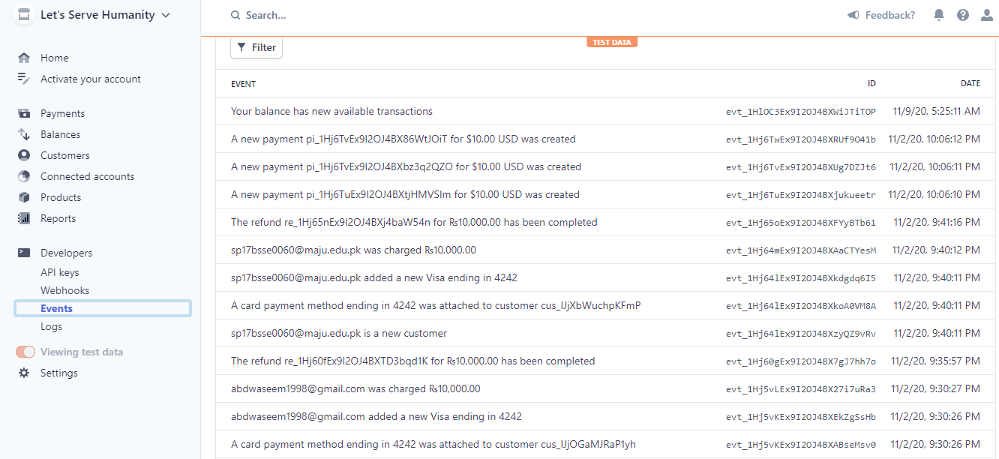 Let's Serve Humanity
Search...
Feedback?
Home
Activate your account
Payments
Balances
Customers
Connected accounts
Products
Reports
Developers
API keys
Webhooks
Events
Logs
Viewing test data
Settings
TEST DATA
Filter
EVENT ID DATE
Your balance has new available transactions evt_1HlOC3Ex9I2OJ4BXWiJTiTOP 11/9/20, 5:25:11 AM
A new payment pi_1Hj6TvEx9I2OJ4BX86WtJOiT for $10.00 USD was created evt_1Hj6TwEx9I2OJ4BXRUf9O41b 11/2/20, 10:06:12 PM
A new payment pi_1Hj6TvEx9I2OJ4BXbz3q2QZO for $10.00 USD was created evt_1Hj6TvEx9I2OJ4BXUg7DZJt6 11/2/20, 10:06:11 PM
A new payment pi_1Hj6TuEx9I2OJ4BXtjHMVSIm for $10.00 USD was created evt_1Hj6TuEx9I2OJ4BXjukueetr 11/2/20, 10:06:10 PM
The refund re_1Hj65nEx9I2OJ4BXj4baW54n for ₨10,000.00 has been completed evt_1Hj65oEx9I2OJ4BXFYyBTb61 11/2/20, 9:41:16 PM
sp17bsse0060@maju.edu.pk was charged ₨10,000.00 evt_1Hj64mEx9I2OJ4BXAaCTYesM 11/2/20, 9:40:12 PM
sp17bsse0060@maju.edu.pk added a new Visa ending in 4242 evt_1Hj64lEx9I2OJ4BXkdgdq6I5 11/2/20, 9:40:11 PM
A card payment method ending in 4242 was attached to customer cus_IJjXbWuchpKFmP evt_1Hj64lEx9I2OJ4BXkoA0VM8A 11/2/20, 9:40:11 PM
sp17bsse0060@maju.edu.pk is a new customer evt_1Hj64lEx9I2OJ4BXzyQZ9vRv 11/2/20, 9:40:11 PM
The refund re_1Hj60fEx9I2OJ4BXTD3bqd1K for ₨10,000.00 has been completed evt_1Hj60gEx9I2OJ4BX7gJ7hh7o 11/2/20, 9:35:57 PM
abdwaseem1998@gmail.com was charged ₨10,000.00 evt_1Hj5vLEx9I2OJ4BX27i7uRa3 11/2/20, 9:30:27 PM
abdwaseem1998@gmail.com added a new Visa ending in 4242 evt_1Hj5vKEx9I2OJ4BXEkZgSsHb 11/2/20, 9:30:26 PM
A card payment method ending in 4242 was attached to customer cus_IJjOGaMJRaP1yh evt_1Hj5vKEx9I2OJ4BXABseMsv0 11/2/20, 9:30:26 PM